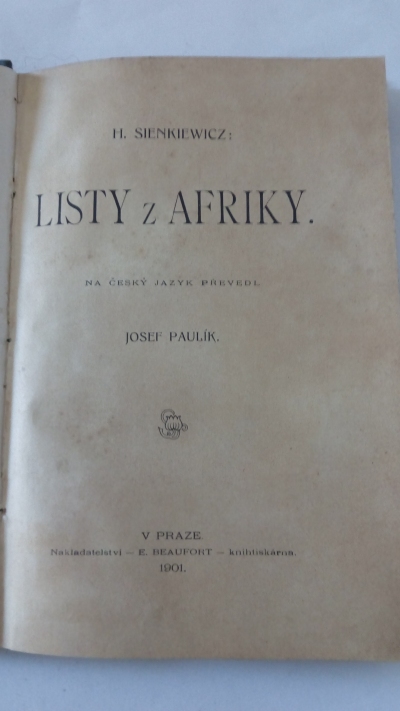 H. SIENKIEWICZ:
LISTY z AFRIKY.
NA ČESKÝ JAZYK PŘEVEDL
JOSEF PAULÍK.
V PRAZE.
Nakladatelství – E. BEAUFORT – knihtiskárna.
1901.